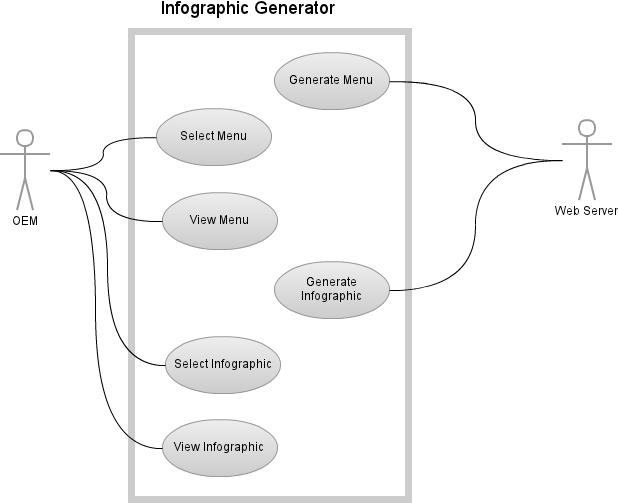 Infographic Generator
Generate Menu
Select Menu
View Menu
OEM
Web Server
Generate
Infographic
Select Infographic
View Infographic